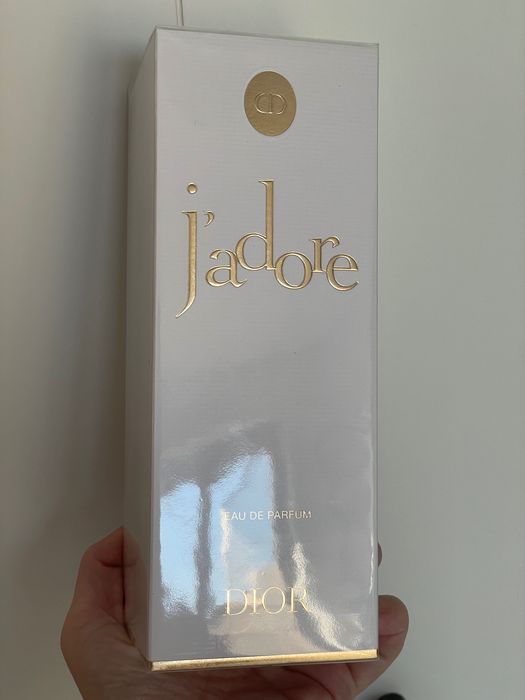 CD
j'adore
EAU DE PARFUM
DIOR